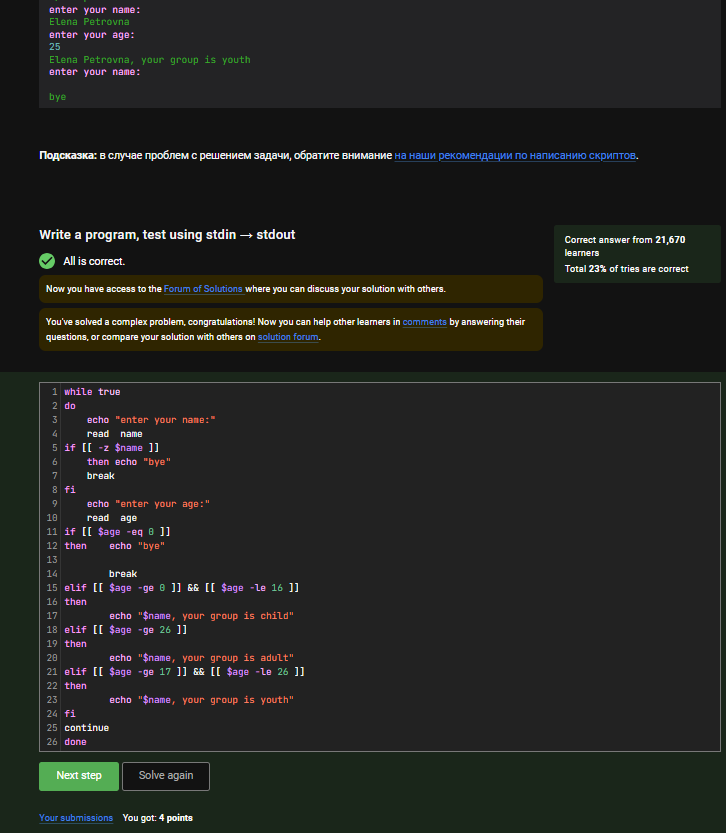 enter your name:
Elena Petrovna
enter your age:
25
Elena Petrovna, your group is youth
enter your name:
bye
Подсказка: в случае проблем с решением задачи, обратите внимание на наши рекомендации по написанию скриптов.
Write a program, test using stdin → stdout
All is correct.
Now you have access to the Forum of Solutions where you can discuss your solution with others.
You've solved a complex problem, congratulations! Now you can help other learners in comments by answering their
questions, or compare your solution with others on solution forum.
Correct answer from 21,670
learners
Total 23% of tries are correct
1 while true
2 do
3 echo "enter your name:"
4 read  name
5 if [[ -z $name ]]
6 then echo "bye"
7 break
8 fi
9 echo "enter your age:"
10 read  age
11 if [[ $age -eq 0 ]]
12 then    echo "bye"
13
14 break
15 elif [[ $age -ge 0 ]] && [[ $age -le 16 ]]
16 then
17 echo "$name, your group is child"
18 elif [[ $age -ge 26 ]]
19 then
20 echo "$name, your group is adult"
21 elif [[ $age -ge 17 ]] && [[ $age -le 26 ]]
22 then
23 echo "$name, your group is youth"
24 fi
25 continue
26 done
Next step
Solve again
Your submissions You got: 4 points